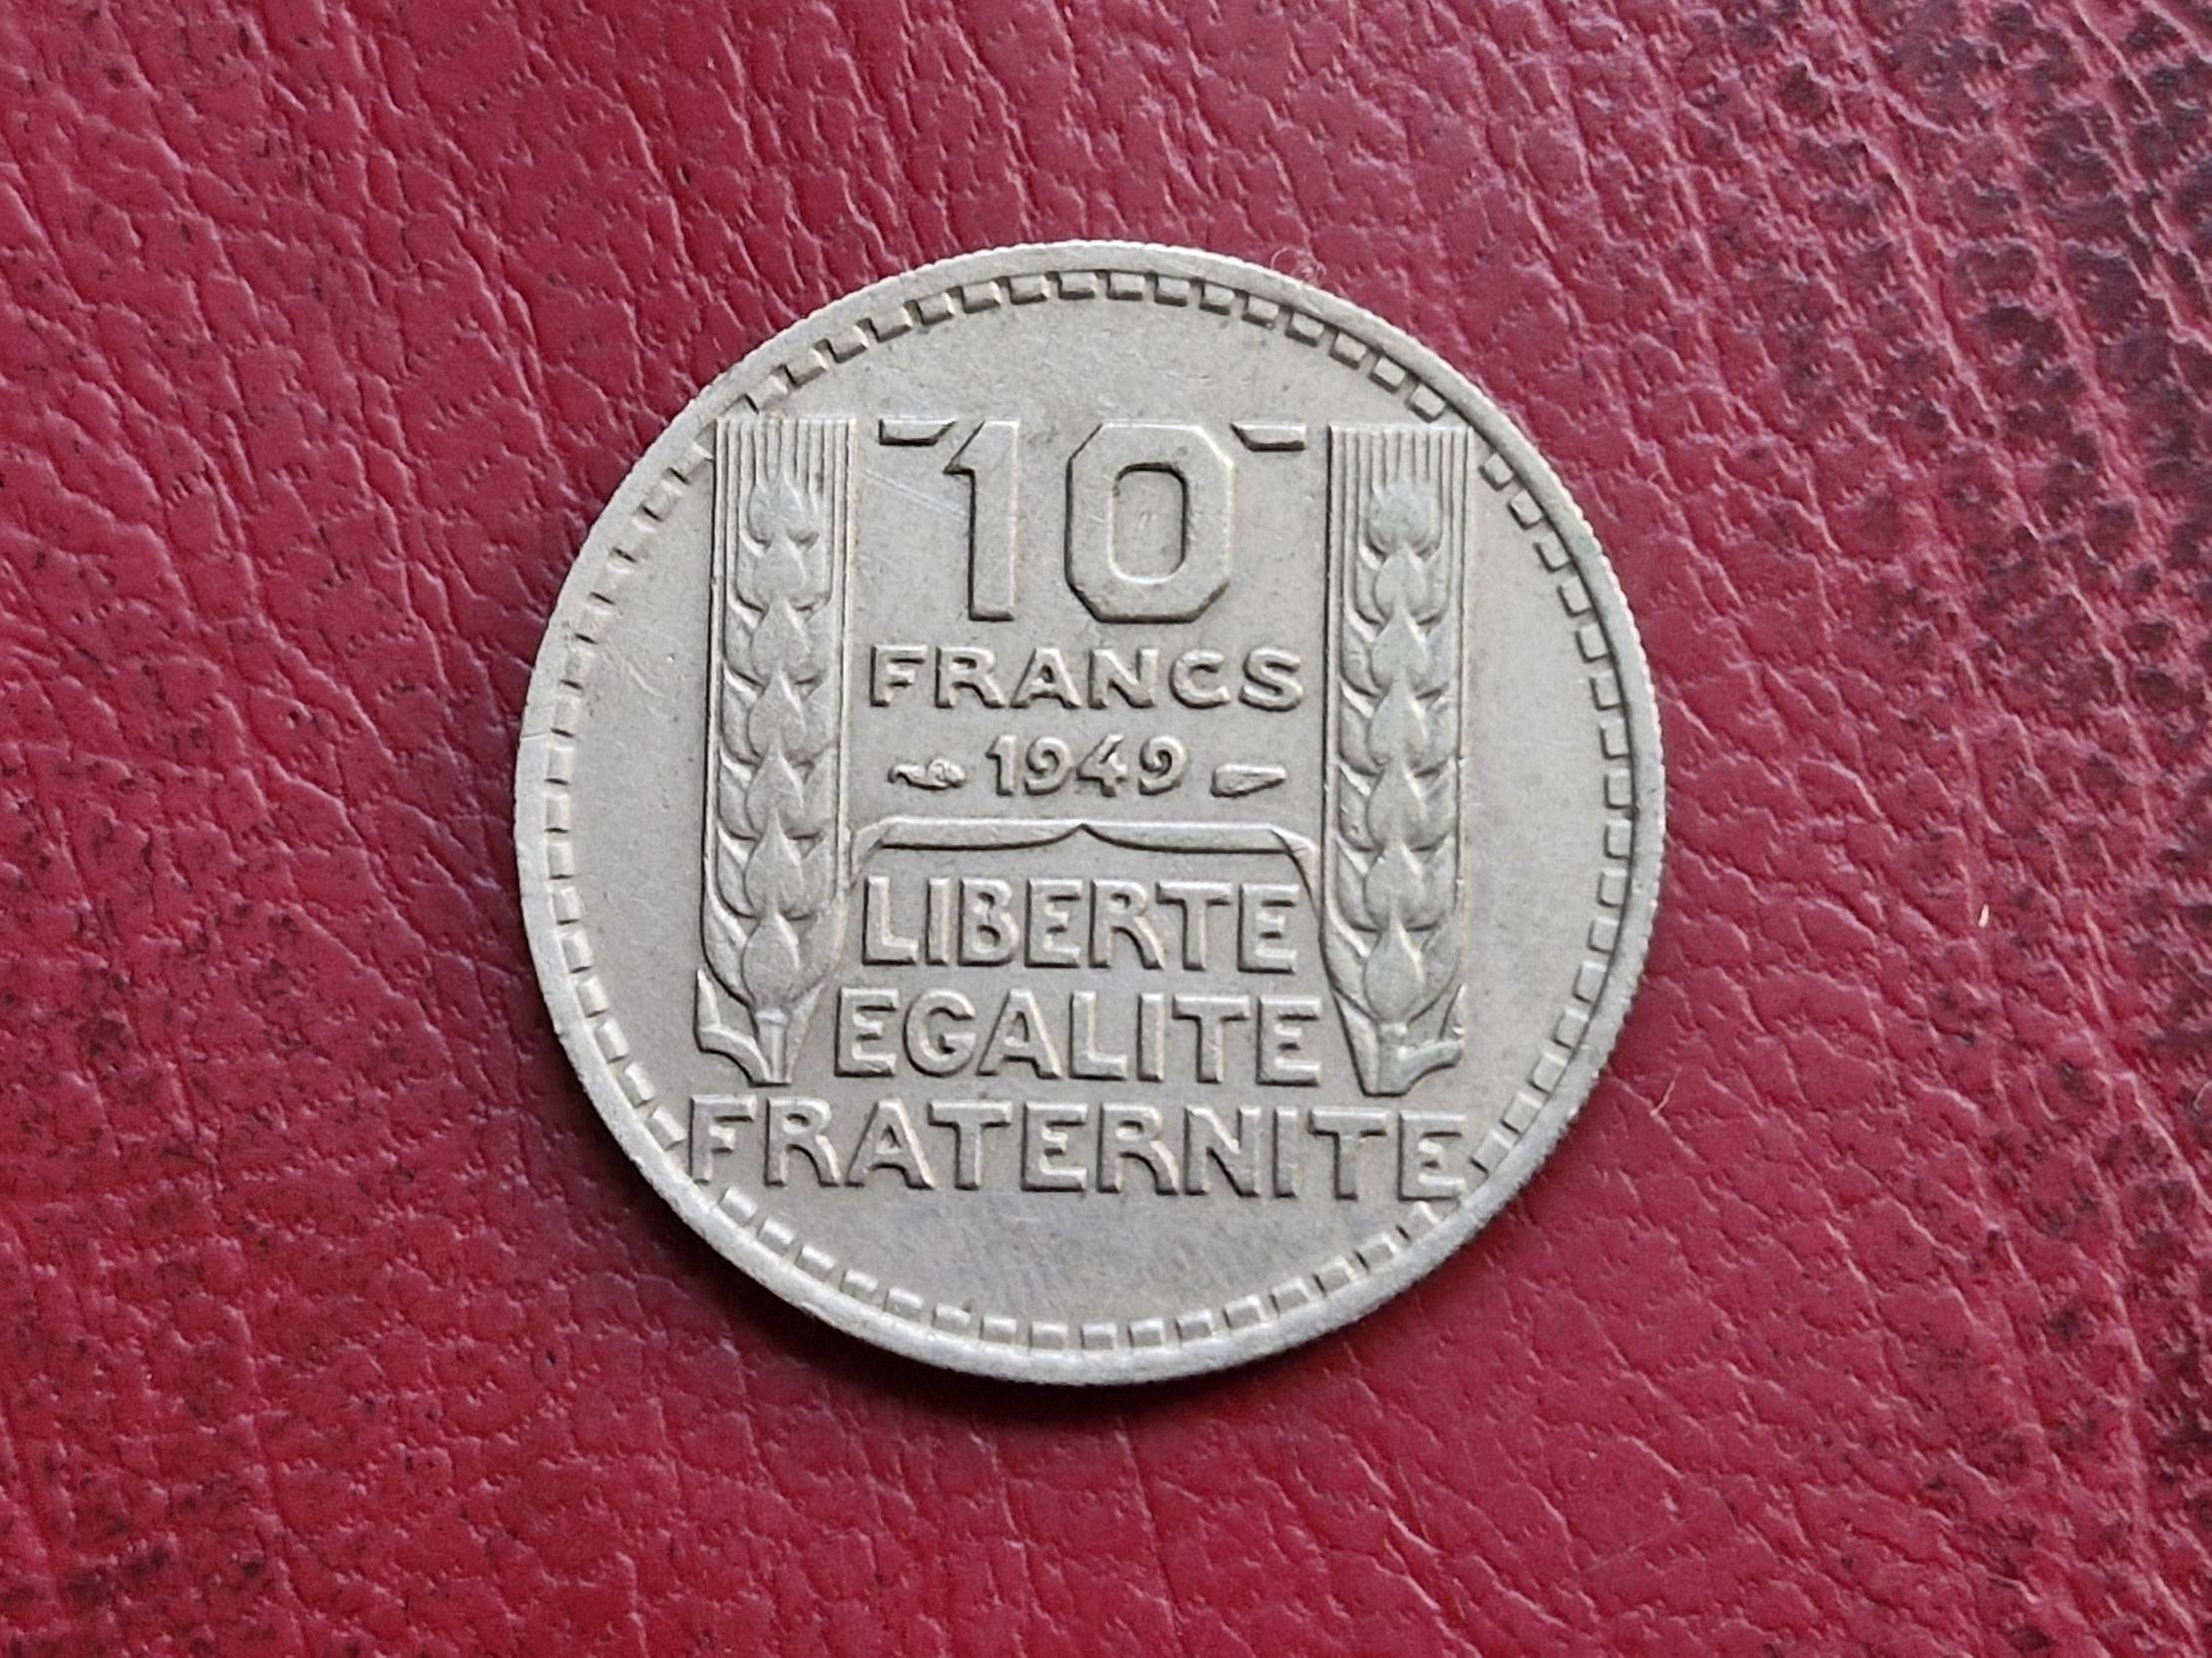 10
FRANCS
1949
LIBERTE
EGALITE
FRATERNITE